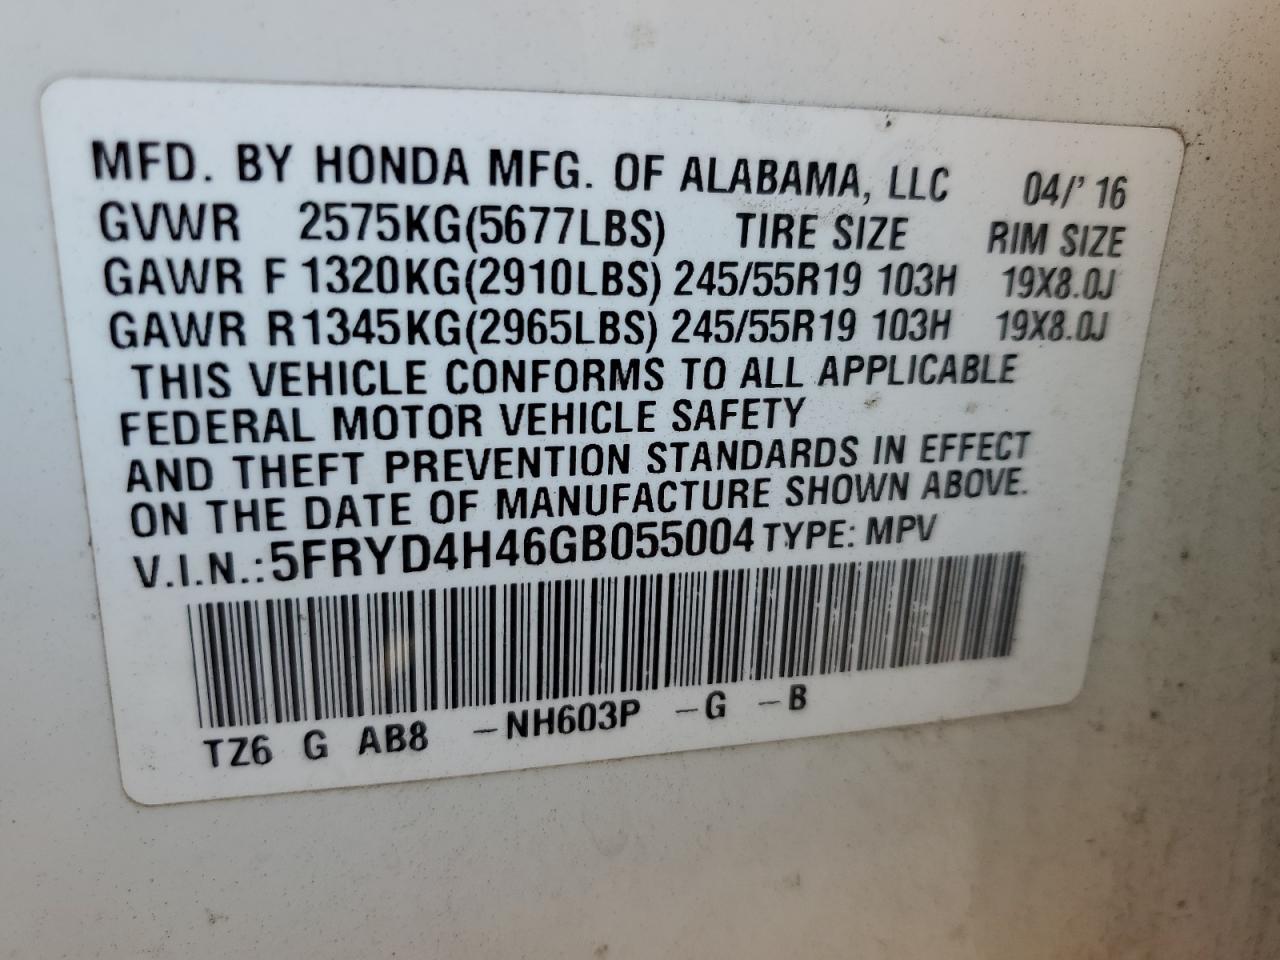 MFD. BY HONDA MFG. OF ALABAMA, LLC 04/' 16
GVWR 2575KG(5677LBS) TIRE SIZE RIM SIZE
GAWR F 1320KG(2910LBS) 245/55R19 103H 19X8.0J
GAWR R 1345KG(2965LBS) 245/55R19 103H 19X8.0J
THIS VEHICLE CONFORMS TO ALL APPLICABLE
FEDERAL MOTOR VEHICLE SAFETY
AND THEFT PREVENTION STANDARDS IN EFFECT
ON THE DATE OF MANUFACTURE SHOWN ABOVE.
V.I.N.: 5FRYD4H46GB055004 TYPE: MPV
TZ6 G AB8 -NH603P -G -B